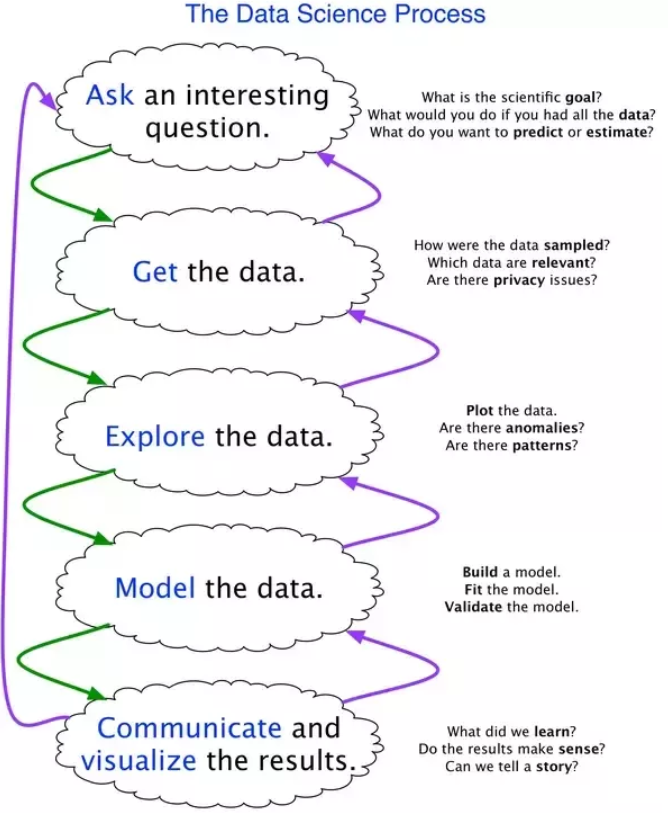 The Data Science Process
Ask an interesting
question.
What is the scientific goal?
What would you do if you had all the data?
What do you want to predict or estimate?
Get the data.
How were the data sampled?
Which data are relevant?
Are there privacy issues?
Explore the data.
Plot the data.
Are there anomalies?
Are there patterns?
Model the data.
Build a model.
Fit the model.
Validate the model.
Communicate and
visualize the results.
What did we learn?
Do the results make sense?
Can we tell a story?